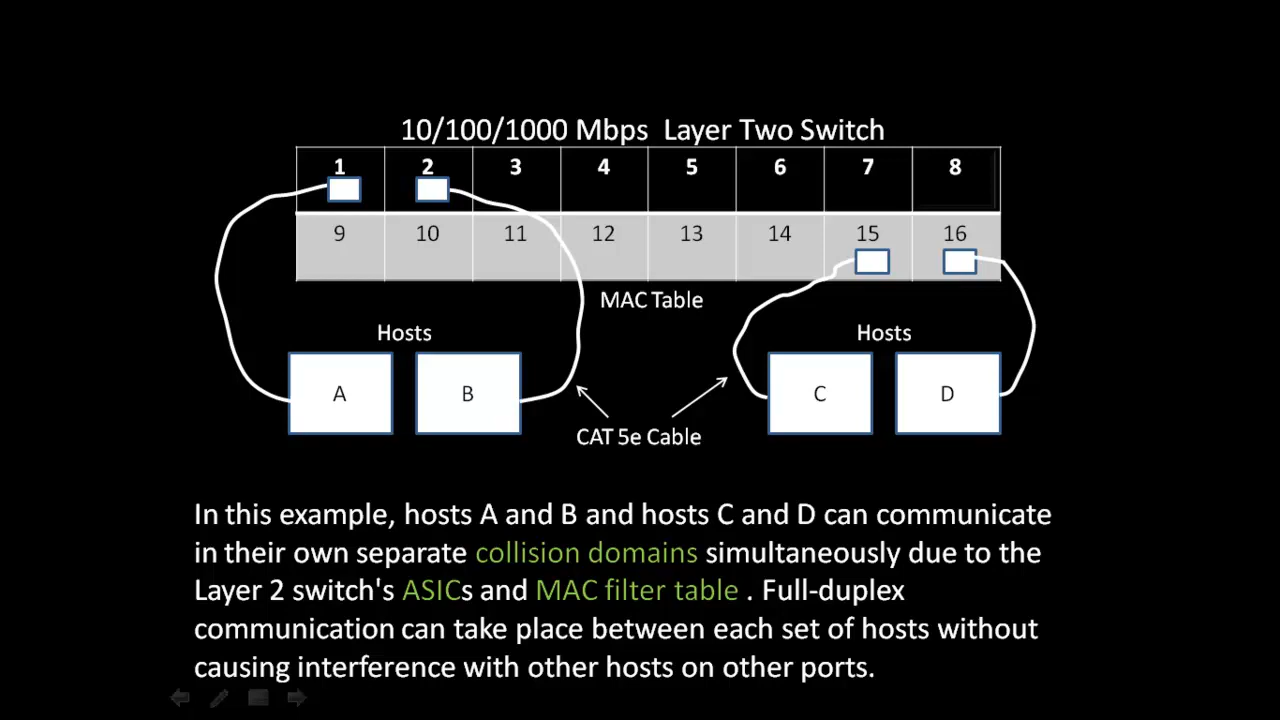 10/100/1000 Mbps Layer Two Switch
1 2 3 4 5 6 7 8
9 10 11 12 13 14 15 16
MAC Table
Hosts
Hosts
A
B
C
D
CAT 5e Cable
In this example, hosts A and B and hosts C and D can communicate
in their own separate collision domains simultaneously due to the
Layer 2 switch's ASICs and MAC filter table . Full-duplex
communication can take place between each set of hosts without
causing interference with other hosts on other ports.